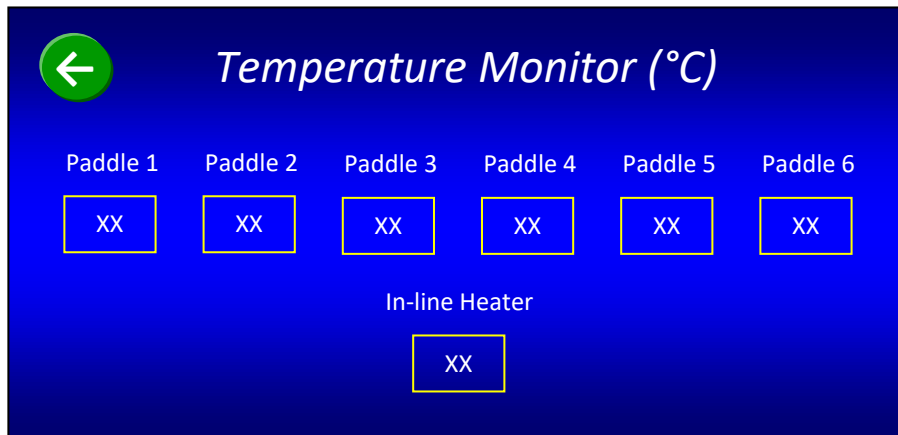 Temperature Monitor (°C)
Paddle 1 Paddle 2 Paddle 3 Paddle 4 Paddle 5 Paddle 6
XX XX XX XX XX XX
In-line Heater
XX